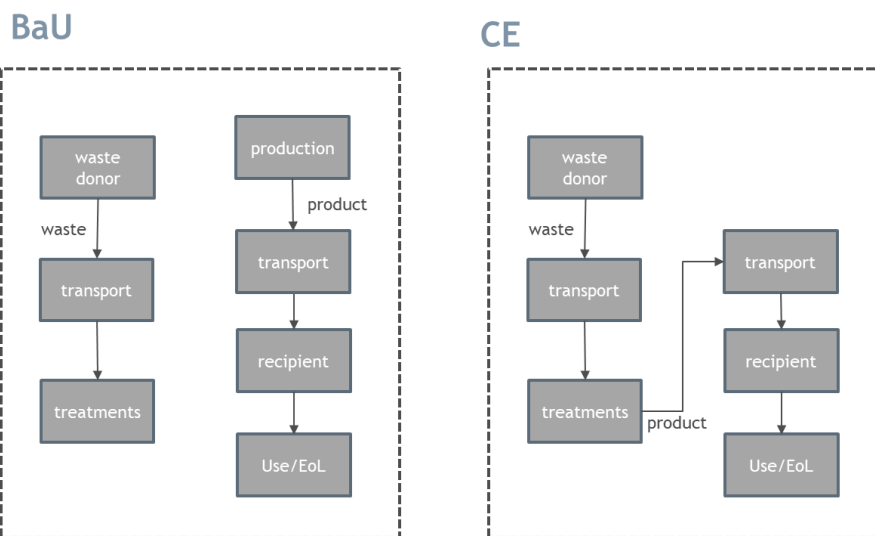 BaU
waste
donor
waste
transport
treatments
production
product
transport
recipient
Use/EoL
CE
waste
donor
waste
transport
treatments
product
transport
recipient
Use/EoL